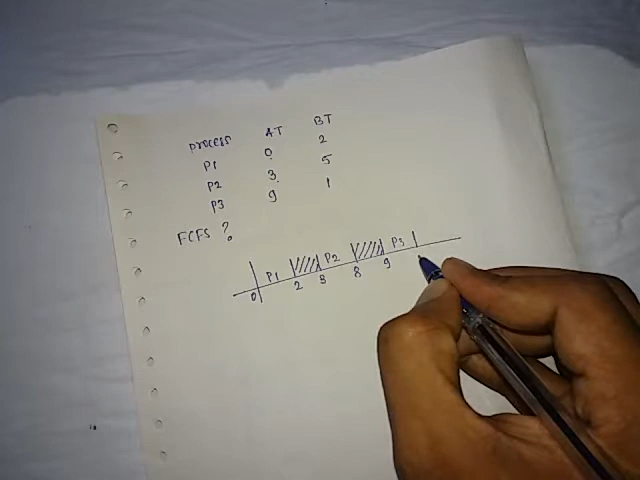 process AT BT
P1 0 2
P2 3 5
P3 9 1
FCFS ?
P1 P2 P3
0 2 3 8 9